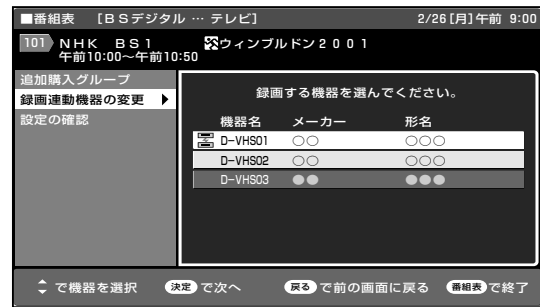 ■番組表 [BSデジタル … テレビ] 2/26[月]午前 9:00
101 NHK BS1 ウィンブルドン2001
午前10:00〜午前10:50
追加購入グループ
録画連動機器の変更 ▶
設定の確認
録画する機器を選んでください。
機器名 メーカー 形名
D-VHS01 ○○ ○○○
D-VHS02 ○○ ○○○
D-VHS03 ●● ●●●
で機器を選択 決定 で次へ 戻る で前の画面に戻る 番組表 で終了